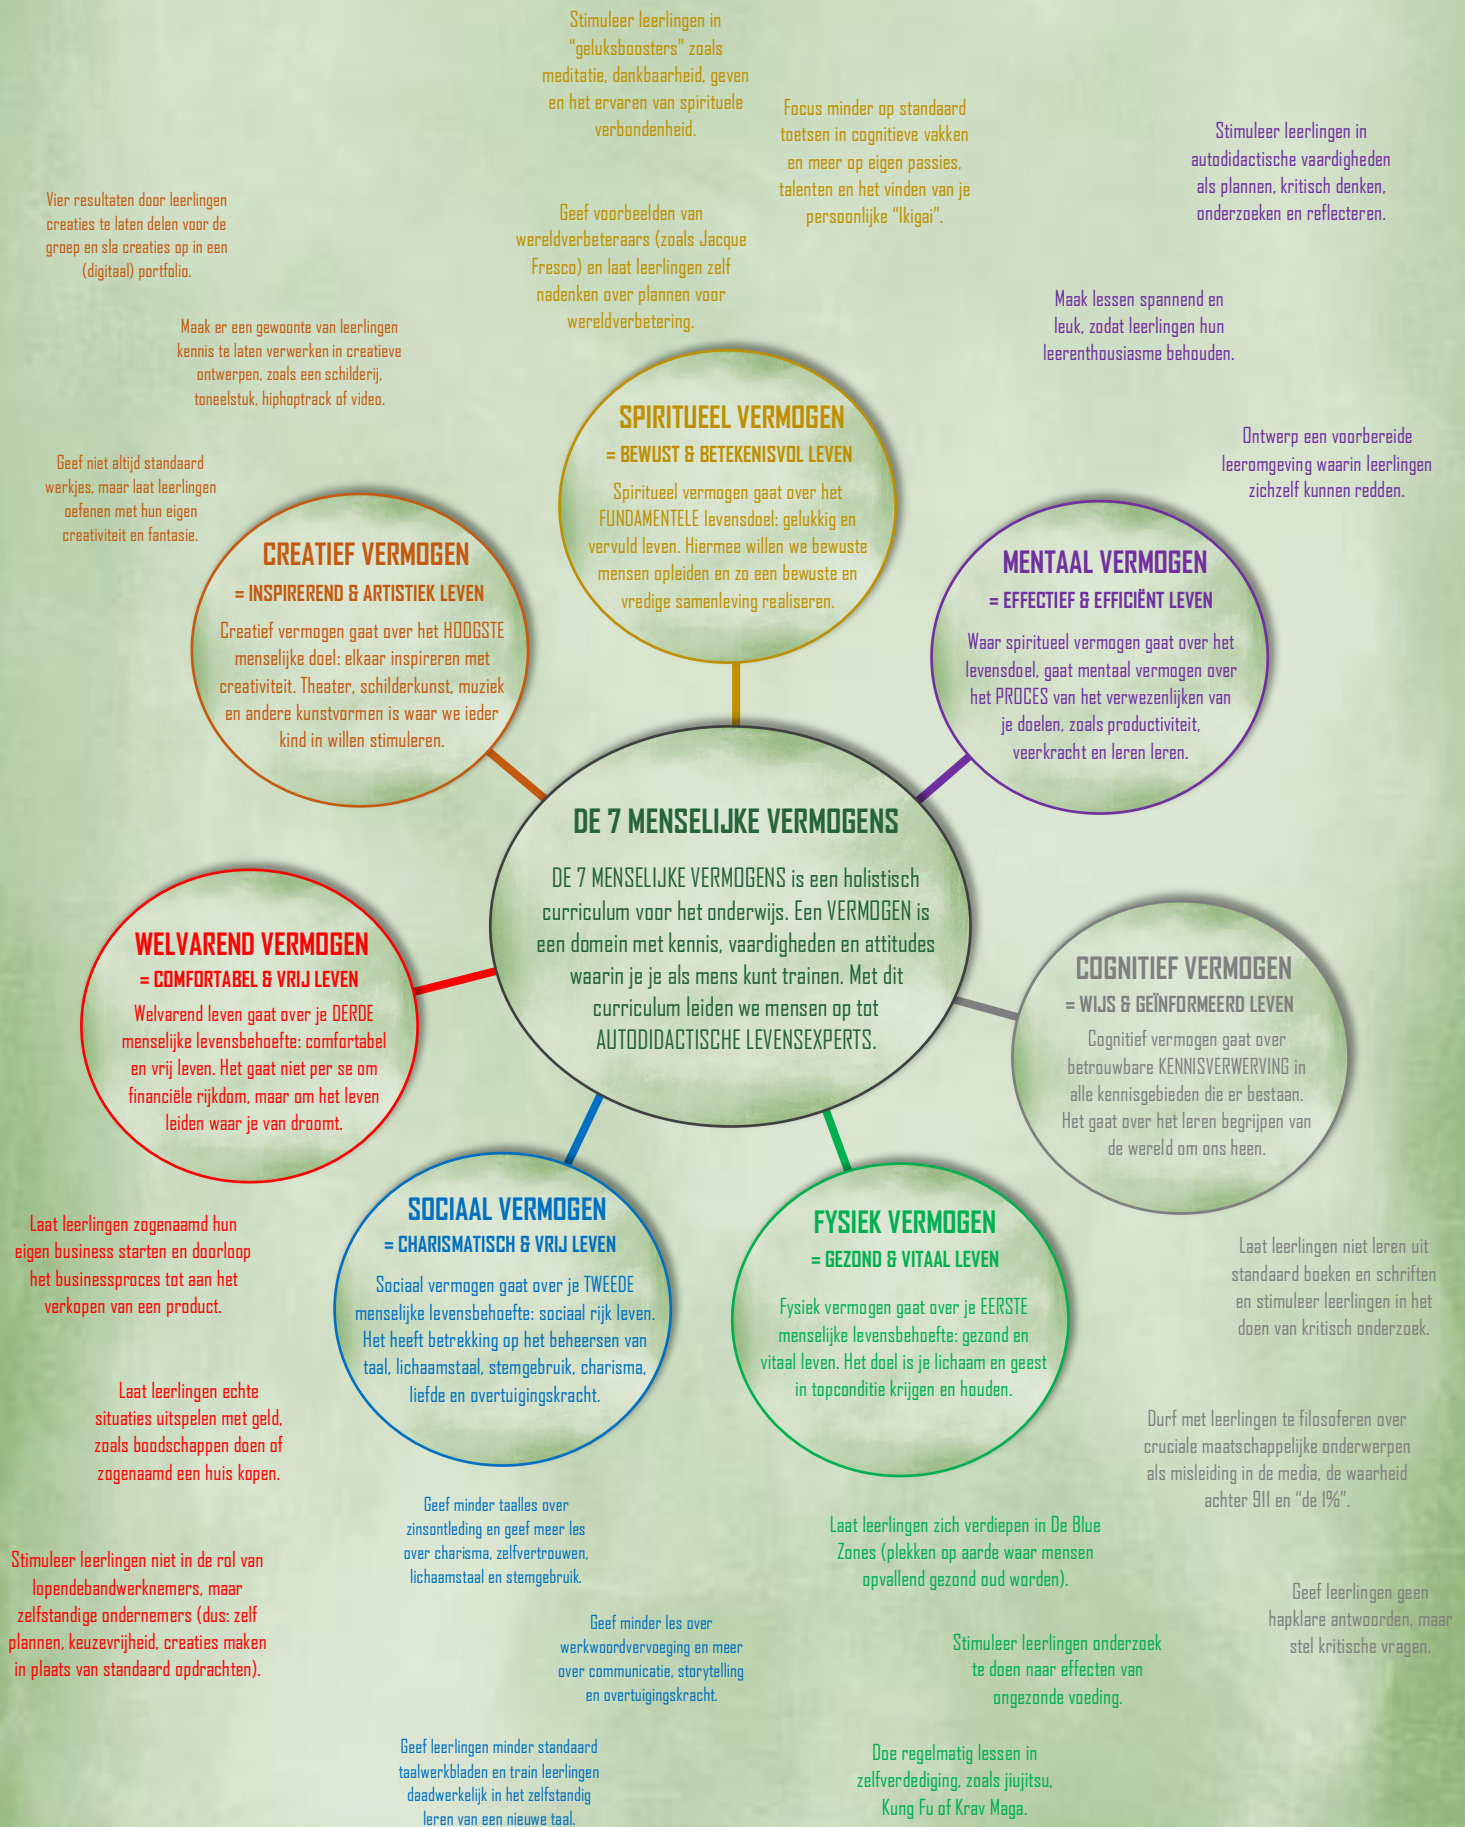 Stimuleer leerlingen in
“geluksboosters” zoals
meditatie, dankbaarheid, geven
en het ervaren van spirituele
verbondenheid.
Focus minder op standaard
toetsen in cognitieve vakken
en meer op eigen passies,
talenten en het vinden van je
persoonlijke “Ikigai”.
Geef voorbeelden van
wereldverbeteraars (zoals Jacque
Fresco) en laat leerlingen zelf
nadenken over plannen voor
wereldverbetering.
Stimuleer leerlingen in
autodidactische vaardigheden
als plannen, kritisch denken,
onderzoeken en reflecteren.
Maak lessen spannend en
leuk, zodat leerlingen hun
leerenthousiasme behouden.
Ontwerp een voorbereide
leeromgeving waarin leerlingen
zichzelf kunnen redden.
Vier resultaten door leerlingen
creaties te laten delen voor de
groep en sla creaties op in een
(digitaal) portfolio.
Maak er een gewoonte van leerlingen
kennis te laten verwerken in creatieve
ontwerpen, zoals een schilderij,
toneelstuk, hiphoptrack of video.
Geef niet altijd standaard
werkjes, maar laat leerlingen
oefenen met hun eigen
creativiteit en fantasie.
SPIRITUEEL VERMOGEN
= BEWUST & BETEKENISVOL LEVEN
Spiritueel vermogen gaat over het
FUNDAMENTELE levensdoel: gelukkig en
vervuld leven. Hiermee willen we bewuste
mensen opleiden en zo een bewuste en
vredige samenleving realiseren.
CREATIEF VERMOGEN
= INSPIREREND & ARTISTIEK LEVEN
Creatief vermogen gaat over het HOOGSTE
menselijke doel: elkaar inspireren met
creativiteit. Theater, schilderkunst, muziek
en andere kunstvormen is waar we ieder
kind in willen stimuleren.
MENTAAL VERMOGEN
= EFFECTIEF & EFFICIËNT LEVEN
Waar spiritueel vermogen gaat over het
levensdoel, gaat mentaal vermogen over
het PROCES van het verwezenlijken van
je doelen, zoals productiviteit,
veerkracht en leren leren.
DE 7 MENSELIJKE VERMOGENS
DE 7 MENSELIJKE VERMOGENS is een holistisch
curriculum voor het onderwijs. Een VERMOGEN is
een domein met kennis, vaardigheden en attitudes
waarin je je als mens kunt trainen. Met dit
curriculum leiden we mensen op tot
AUTODIDACTISCHE LEVENSEXPERTS.
WELVAREND VERMOGEN
= COMFORTABEL & VRIJ LEVEN
Welvarend leven gaat over je DERDE
menselijke levensbehoefte: comfortabel
en vrij leven. Het gaat niet per se om
financiële rijkdom, maar om het leven
leiden waar je van droomt.
COGNITIEF VERMOGEN
= WIJS & GEÏNFORMEERD LEVEN
Cognitief vermogen gaat over
betrouwbare KENNISVERWERVING in
alle kennisgebieden die er bestaan.
Het gaat over het leren begrijpen van
de wereld om ons heen.
SOCIAAL VERMOGEN
= CHARISMATISCH & VRIJ LEVEN
Sociaal vermogen gaat over je TWEEDE
menselijke levensbehoefte: sociaal rijk leven.
Het heeft betrekking op het beheersen van
taal, lichaamstaal, stemgebruik, charisma,
liefde en overtuigingskracht.
FYSIEK VERMOGEN
= GEZOND & VITAAL LEVEN
Fysiek vermogen gaat over je EERSTE
menselijke levensbehoefte: gezond en
vitaal leven. Het doel is je lichaam en geest
in topconditie krijgen en houden.
Laat leerlingen zogenaamd hun
eigen business starten en doorloop
het businessproces tot aan het
verkopen van een product.
Laat leerlingen echte
situaties uitspelen met geld,
zoals boodschappen doen of
zogenaamd een huis kopen.
Stimuleer leerlingen niet in de rol van
lopendebandwerknemers, maar
zelfstandige ondernemers (dus: zelf
plannen, keuzevrijheid, creaties maken
in plaats van standaard opdrachten).
Geef minder taalles over
zinsontleding en geef meer les
over charisma, zelfvertrouwen,
lichaamstaal en stemgebruik.
Geef minder les over
werkwoordvervoeging en meer
over communicatie, storytelling
en overtuigingskracht.
Geef leerlingen minder standaard
taalwerkbladen en train leerlingen
daadwerkelijk in het zelfstandig
leren van een nieuwe taal.
Laat leerlingen zich verdiepen in De Blue
Zones (plekken op aarde waar mensen
opvallend gezond oud worden).
Stimuleer leerlingen onderzoek
te doen naar effecten van
ongezonde voeding.
Doe regelmatig lessen in
zelfverdediging, zoals jiujitsu,
Kung Fu of Krav Maga.
Laat leerlingen niet leren uit
standaard boeken en schriften
en stimuleer leerlingen in het
doen van kritisch onderzoek.
Durf met leerlingen te filosoferen over
cruciale maatschappelijke onderwerpen
als misleiding in de media, de waarheid
achter 911 en “de 1%”.
Geef leerlingen geen
hapklare antwoorden, maar
stel kritische vragen.